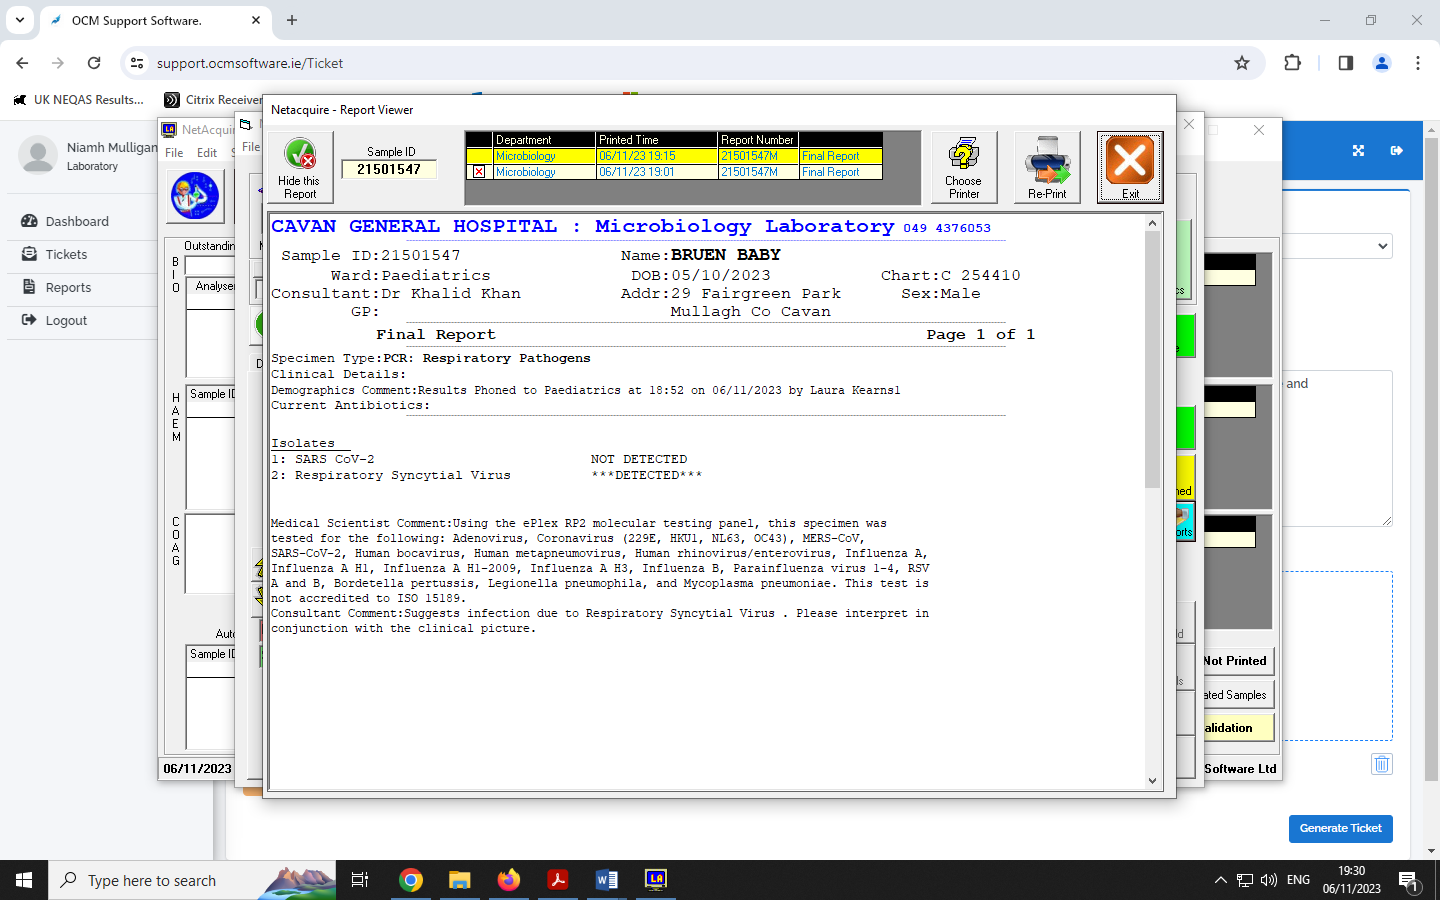 OCM Support Software.
support.ocmsoftware.ie/Ticket
UK NEQAS Results...
Citrix Receiver
Niamh Mulligan
Laboratory
Dashboard
Tickets
Reports
Logout
NetAcqui
File Edit
File
Outstandin
B I O
Analyser
H A E M
Sample ID
C O A G
Auto
Sample ID
06/11/2023
Netacquire - Report Viewer
Hide this Report
Sample ID
21501547
Department Printed Time Report Number
Microbiology 06/11/23 19:15 21501547M Final Report
Microbiology 06/11/23 19:01 21501547M Final Report
Choose Printer
Re-Print
Exit
CAVAN GENERAL HOSPITAL : Microbiology Laboratory 049 4376053
Sample ID:21501547 Name:BRUEN BABY
Ward:Paediatrics DOB:05/10/2023 Chart:C 254410
Consultant:Dr Khalid Khan Addr:29 Fairgreen Park Sex:Male
GP: Mullagh Co Cavan
Final Report Page 1 of 1
Specimen Type:PCR: Respiratory Pathogens
Clinical Details:
Demographics Comment:Results Phoned to Paediatrics at 18:52 on 06/11/2023 by Laura Kearns1
Current Antibiotics:
Isolates
1: SARS CoV-2 NOT DETECTED
2: Respiratory Syncytial Virus ***DETECTED***
Medical Scientist Comment:Using the ePlex RP2 molecular testing panel, this specimen was
tested for the following: Adenovirus, Coronavirus (229E, HKU1, NL63, OC43), MERS-CoV,
SARS-CoV-2, Human bocavirus, Human metapneumovirus, Human rhinovirus/enterovirus, Influenza A,
Influenza A H1, Influenza A H1-2009, Influenza A H3, Influenza B, Parainfluenza virus 1-4, RSV
A and B, Bordetella pertussis, Legionella pneumophila, and Mycoplasma pneumoniae. This test is
not accredited to ISO 15189.
Consultant Comment:Suggests infection due to Respiratory Syncytial Virus . Please interpret in
conjunction with the clinical picture.
and
Not Printed
ated Samples
alidation
Software Ltd
Generate Ticket
Type here to search
ENG
19:30
06/11/2023
1